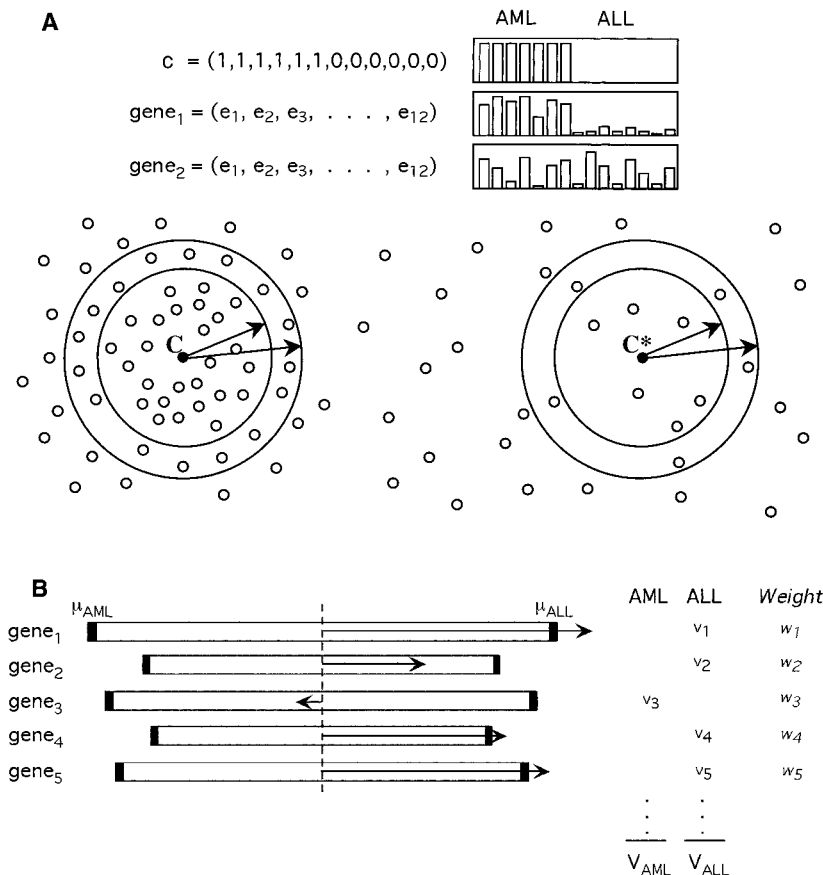 A
AML ALL
c = (1,1,1,1,1,1,0,0,0,0,0,0)
gene1 = (e1, e2, e3, . . . . , e12)
gene2 = (e1, e2, e3, . . . . , e12)
C
C*
B
μAML μALL
AML ALL Weight
gene1 v1 w1
gene2 v2 w2
gene3 v3 w3
gene4 v4 w4
gene5 v5 w5
VAML VALL